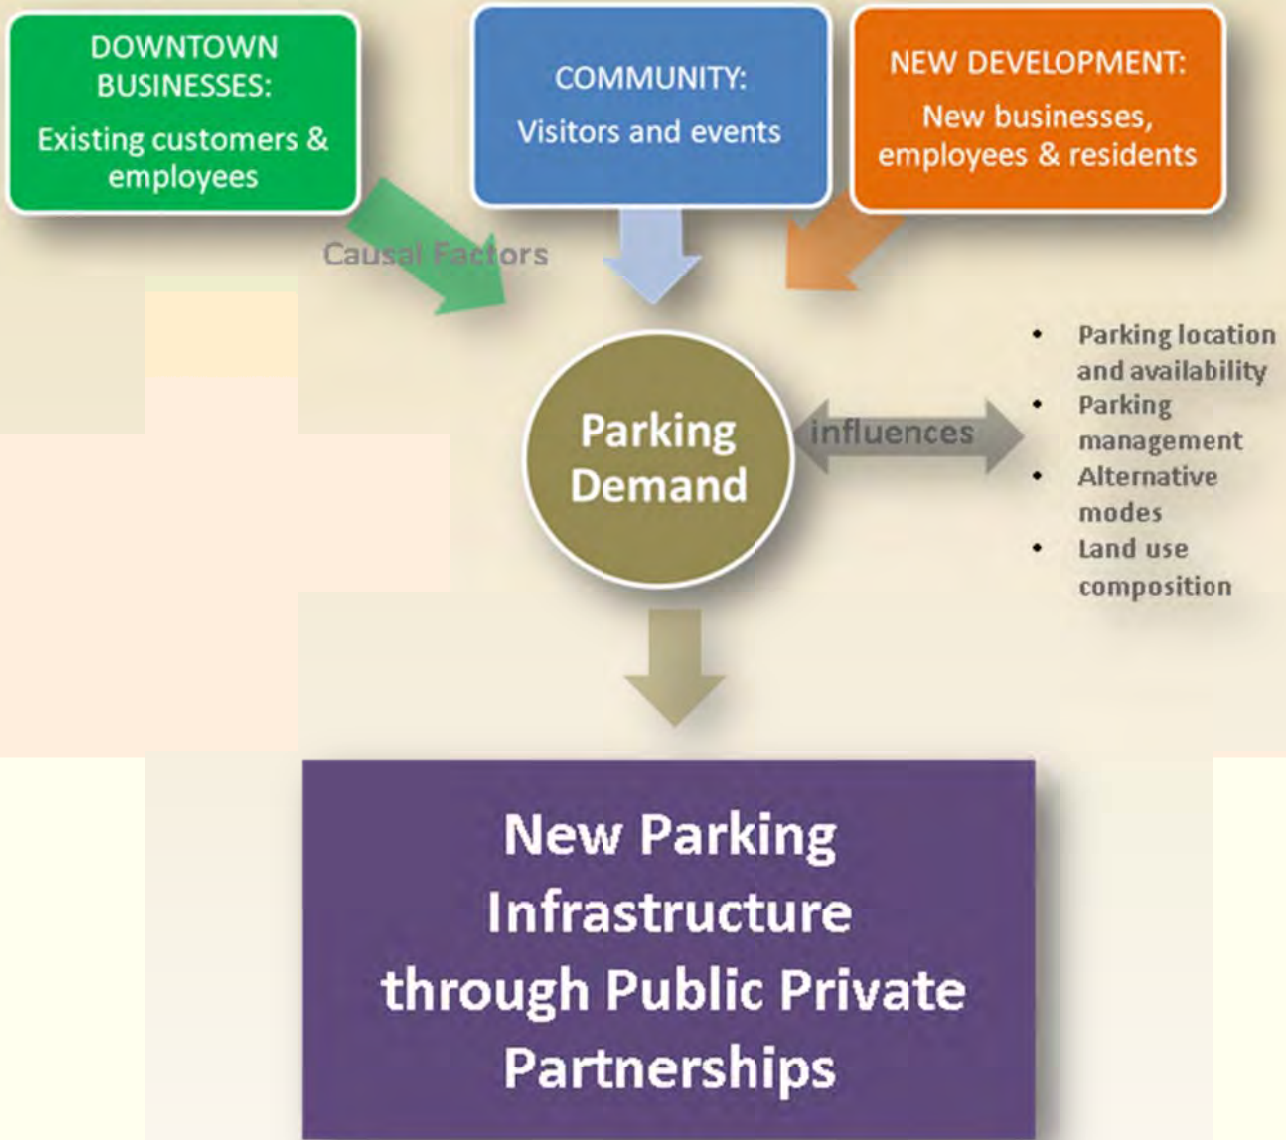 DOWNTOWN
BUSINESSES:
Existing customers &
employees
COMMUNITY:
Visitors and events
NEW DEVELOPMENT:
New businesses,
employees & residents
Causal Factors
Parking
Demand
influences
• Parking location
and availability
• Parking
management
• Alternative
modes
• Land use
composition
New Parking
Infrastructure
through Public Private
Partnerships